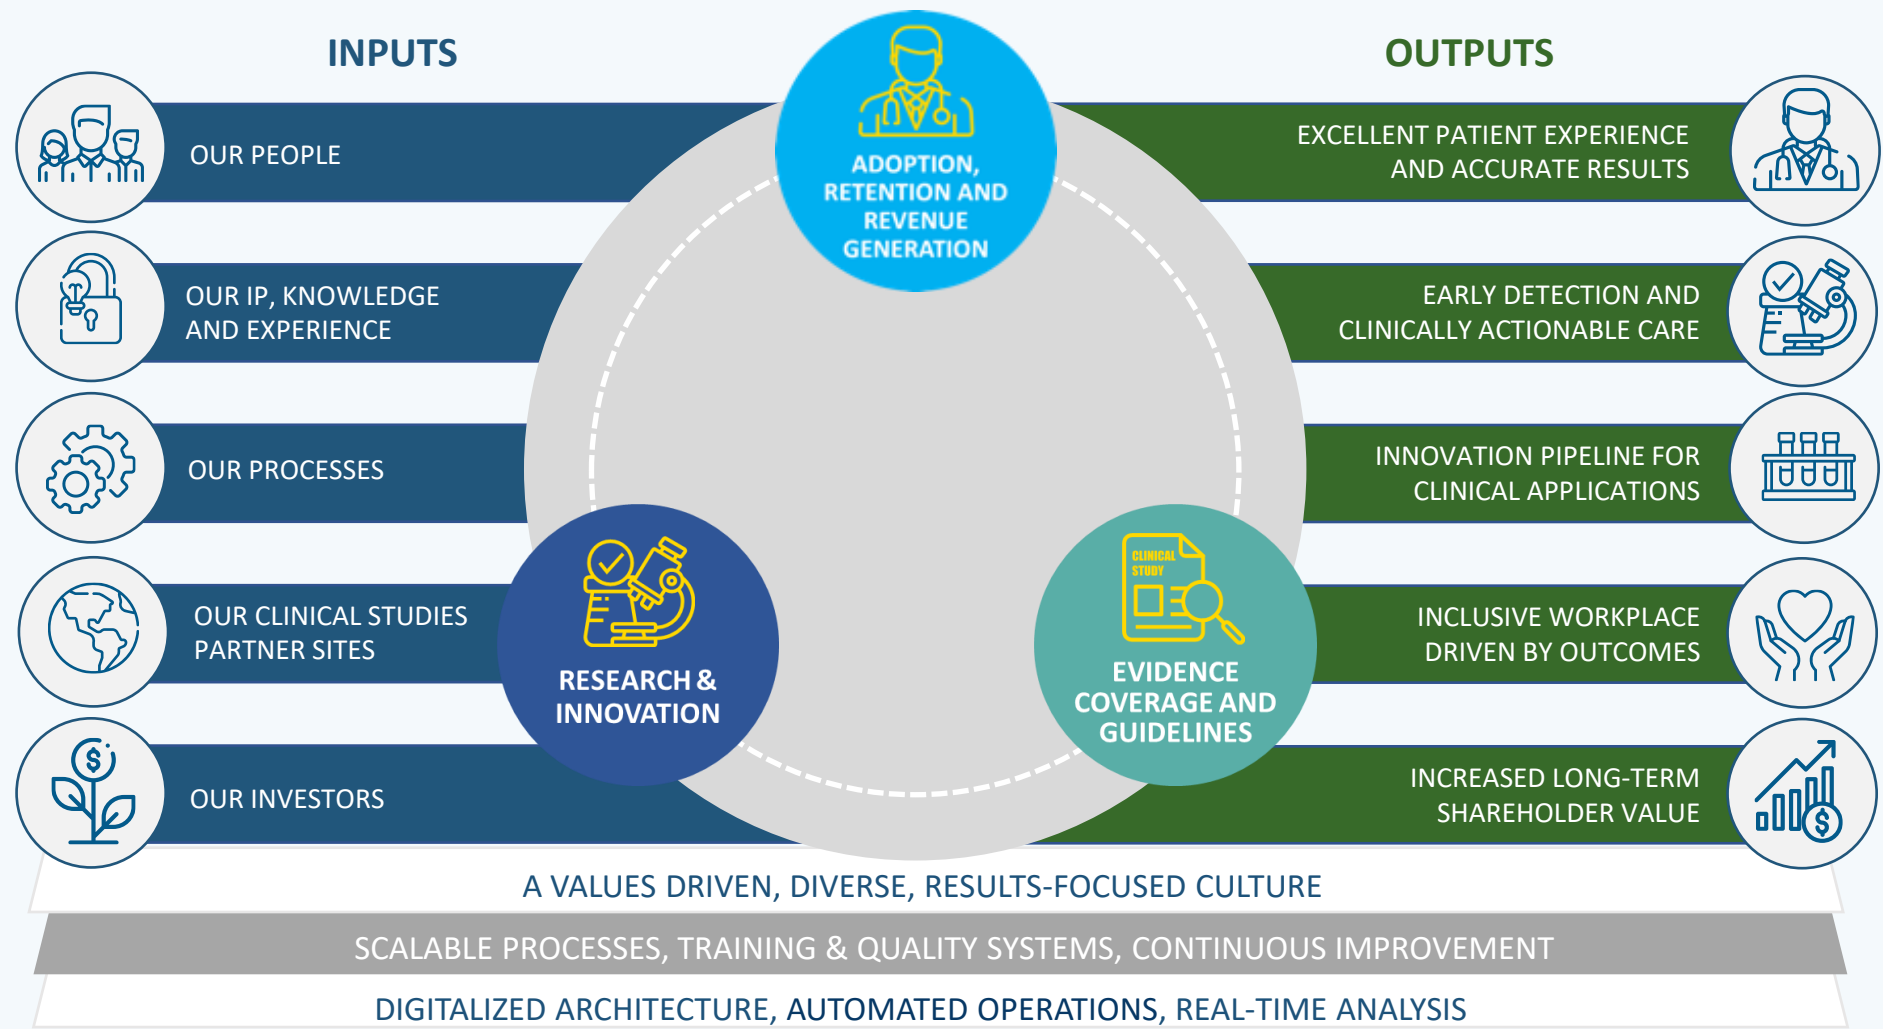 INPUTS
OUR PEOPLE
OUR IP, KNOWLEDGE
AND EXPERIENCE
OUR PROCESSES
OUR CLINICAL STUDIES
PARTNER SITES
OUR INVESTORS
ADOPTION,
RETENTION AND
REVENUE
GENERATION
RESEARCH &
INNOVATION
CLINICAL
STUDY
EVIDENCE
COVERAGE AND
GUIDELINES
OUTPUTS
EXCELLENT PATIENT EXPERIENCE
AND ACCURATE RESULTS
EARLY DETECTION AND
CLINICALLY ACTIONABLE CARE
INNOVATION PIPELINE FOR
CLINICAL APPLICATIONS
INCLUSIVE WORKPLACE
DRIVEN BY OUTCOMES
INCREASED LONG-TERM
SHAREHOLDER VALUE
A VALUES DRIVEN, DIVERSE, RESULTS-FOCUSED CULTURE
SCALABLE PROCESSES, TRAINING & QUALITY SYSTEMS, CONTINUOUS IMPROVEMENT
DIGITALIZED ARCHITECTURE, AUTOMATED OPERATIONS, REAL-TIME ANALYSIS